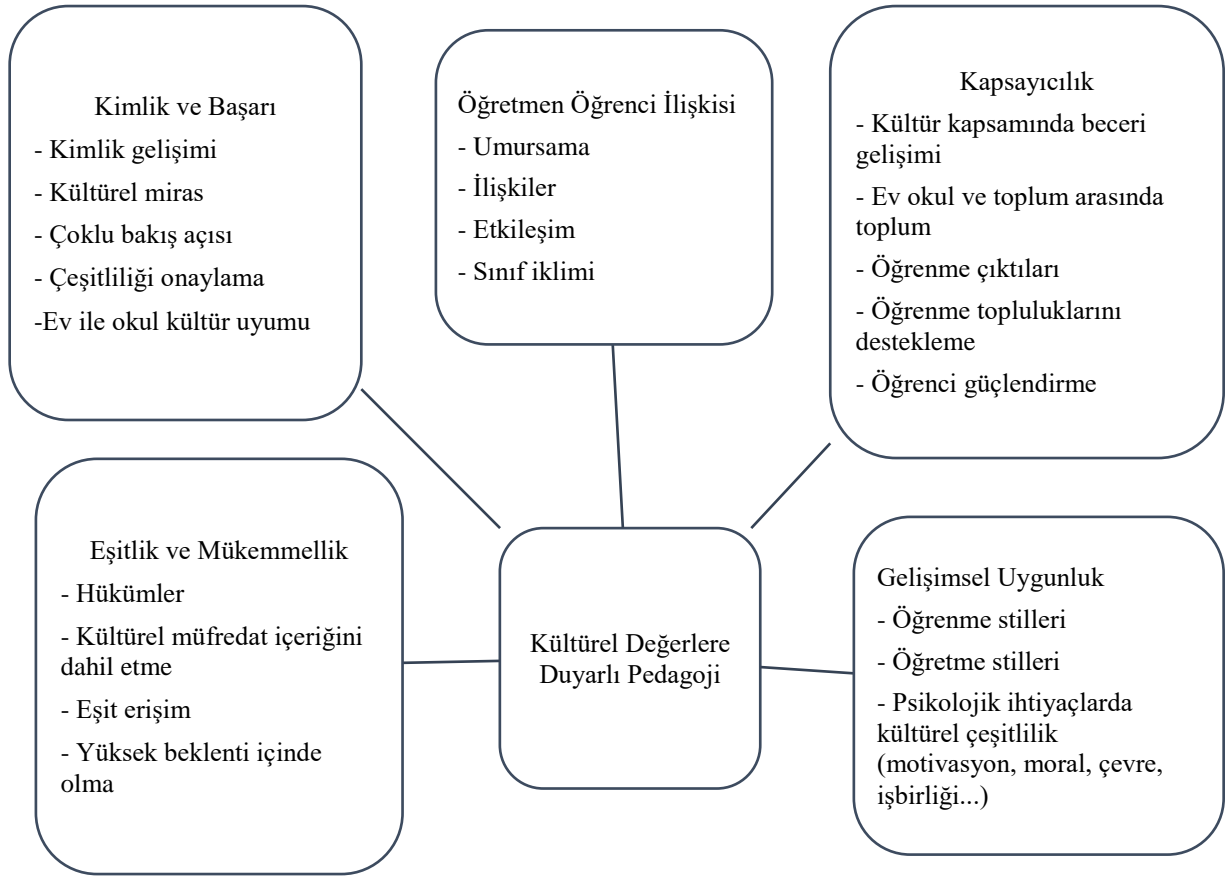 Kimlik ve Başarı
- Kimlik gelişimi
- Kültürel miras
- Çoklu bakış açısı
- Çeşitliliği onaylama
-Ev ile okul kültür uyumu
Öğretmen Öğrenci İlişkisi
- Umursama
- İlişkiler
- Etkileşim
- Sınıf iklimi
Kapsayıcılık
- Kültür kapsamında beceri
gelişimi
- Ev okul ve toplum arasında
toplum
- Öğrenme çıktıları
- Öğrenme topluluklarını
destekleme
- Öğrenci güçlendirme
Eşitlik ve Mükemmellik
- Hükümler
- Kültürel müfredat içeriğini
dahil etme
- Eşit erişim
- Yüksek beklenti içinde
olma
Kültürel Değerlere
Duyarlı Pedagoji
Gelişimsel Uygunluk
- Öğrenme stilleri
- Öğretme stilleri
- Psikolojik ihtiyaçlarda
kültürel çeşitlilik
(motivasyon, moral, çevre,
işbirliği...)